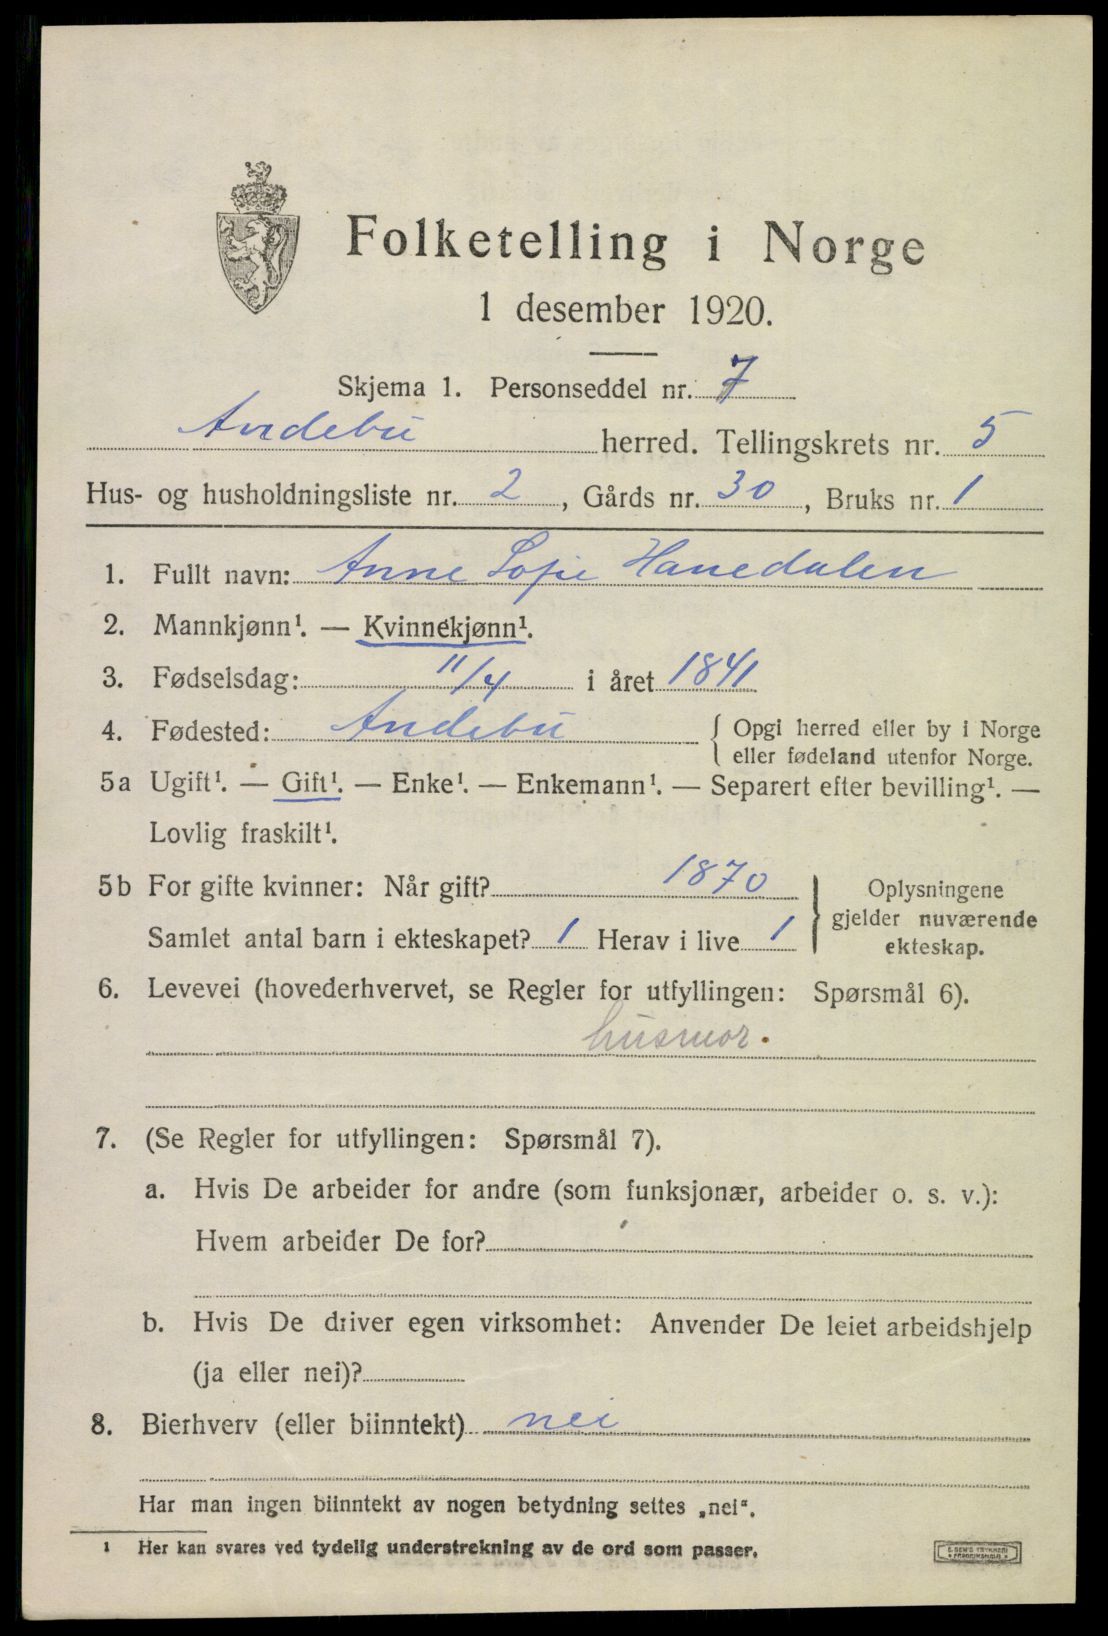 Folketelling i Norge
1 desember 1920.
Skjema 1. Personseddel nr. 7
Andebu herred. Tellingskrets nr. 5
Hus- og husholdningsliste nr. 2, Gårds nr. 30, Bruks nr. 1
1. Fullt navn: Anne Sofie Hanedalen
2. Mannkjønn¹. — Kvinnekjønn¹.
3. Fødselsdag: 11/4 i året 1841
4. Fødested: Andebu { Opgi herred eller by i Norge
eller fødeland utenfor Norge.
5a Ugift¹. — Gift¹. — Enke¹. — Enkemann¹. — Separert efter bevilling¹. —
Lovlig fraskilt¹.
5b For gifte kvinner: Når gift? 1870
Samlet antal barn i ekteskapet? 1 Herav i live 1
} Oplysningene
gjelder nuværende
ekteskap.
6. Levevei (hovederhvervet, se Regler for utfyllingen: Spørsmål 6).
husmor.
7. (Se Regler for utfyllingen: Spørsmål 7).
a. Hvis De arbeider for andre (som funksjonær, arbeider o. s. v.):
Hvem arbeider De for?
b. Hvis De driver egen virksomhet: Anvender De leiet arbeidshjelp
(ja eller nei)?
8. Bierhverv (eller biinntekt) nei
Har man ingen biinntekt av nogen betydning settes „nei“.
1 Her kan svares ved tydelig understrekning av de ord som passer.